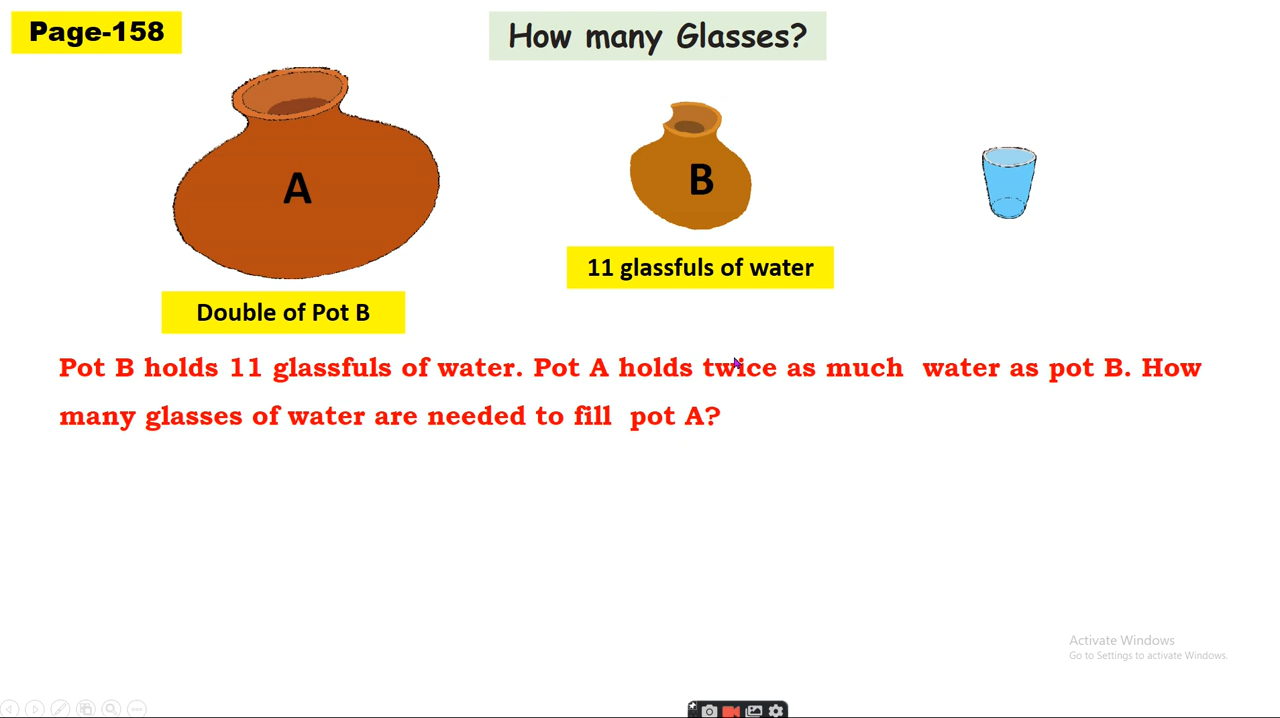 Page-158
How many Glasses?
A
B
11 glassfuls of water
Double of Pot B
Pot B holds 11 glassfuls of water. Pot A holds twice as much water as pot B. How
many glasses of water are needed to fill pot A?
Activate Windows
Go to Settings to activate Windows.